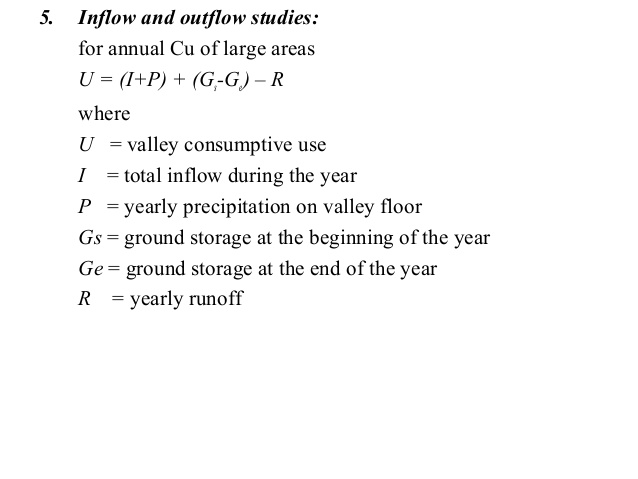 5. Inflow and outflow studies:
for annual Cu of large areas
U = (I+P) + (Gs-Ge) – R
where
U = valley consumptive use
I = total inflow during the year
P = yearly precipitation on valley floor
Gs = ground storage at the beginning of the year
Ge = ground storage at the end of the year
R = yearly runoff